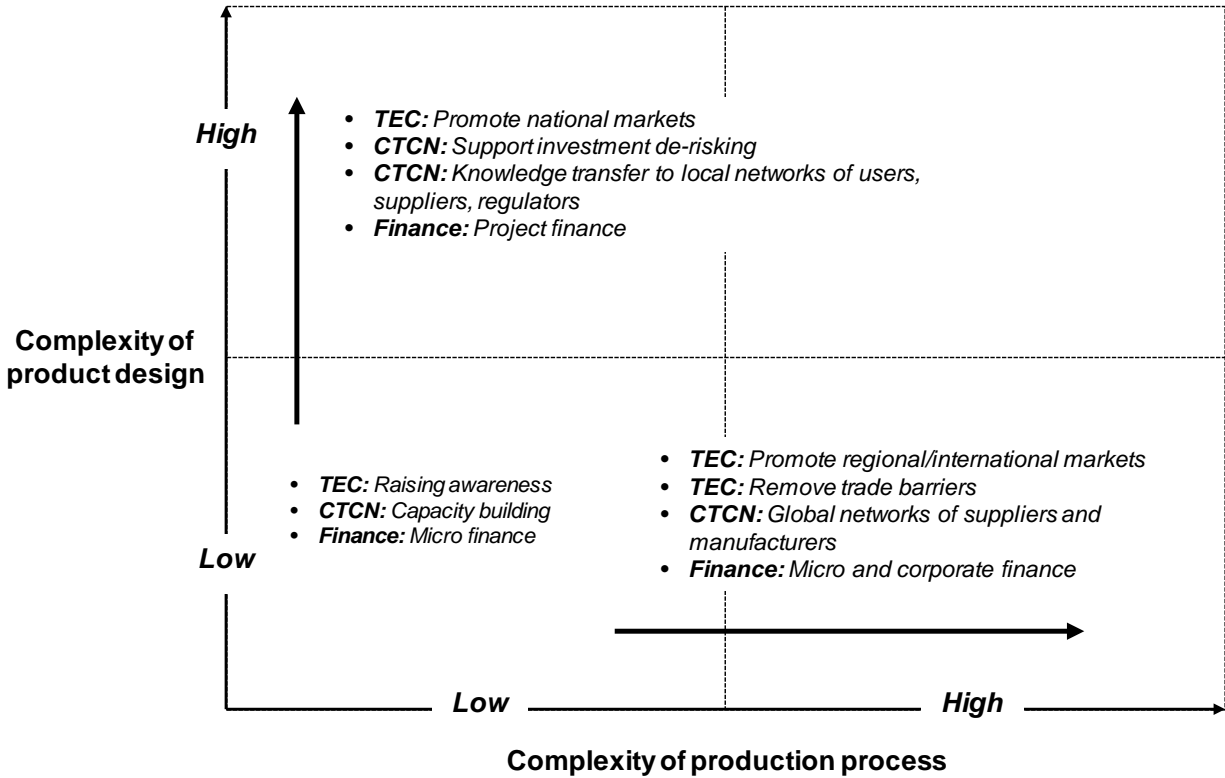 High
• TEC: Promote national markets
• CTCN: Support investment de-risking
• CTCN: Knowledge transfer to local networks of users,
suppliers, regulators
• Finance: Project finance
Complexity of
product design
• TEC: Raising awareness
• CTCN: Capacity building
• Finance: Micro finance
• TEC: Promote regional/international markets
• TEC: Remove trade barriers
• CTCN: Global networks of suppliers and
manufacturers
• Finance: Micro and corporate finance
Low
Low
High
Complexity of production process